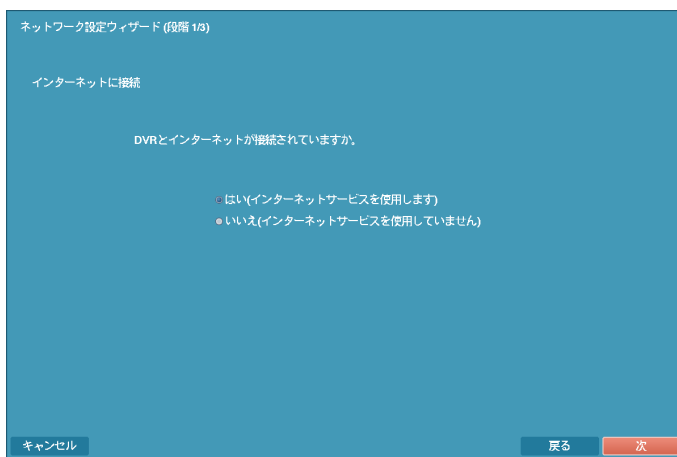 ネットワーク設定ウィザード (段階 1/3)
インターネットに接続
DVRとインターネットが接続されていますか。
はい(インターネットサービスを使用します)
いいえ(インターネットサービスを使用していません)
キャンセル 戻る 次